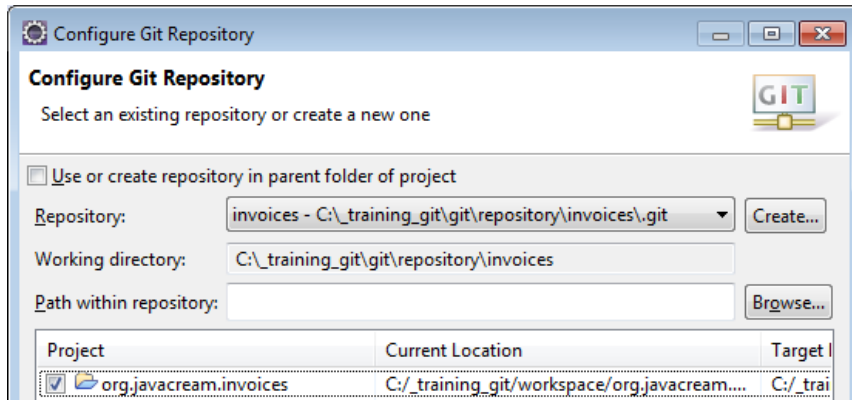 Configure Git Repository
Configure Git Repository
Select an existing repository or create a new one
GIT
Use or create repository in parent folder of project
Repository: invoices - C:\_training_git\git\repository\invoices\.git Create...
Working directory: C:\_training_git\git\repository\invoices
Path within repository: Browse...
Project Current Location Target
org.javacream.invoices C:/_training_git/workspace/org.javacream.... C:/_trai